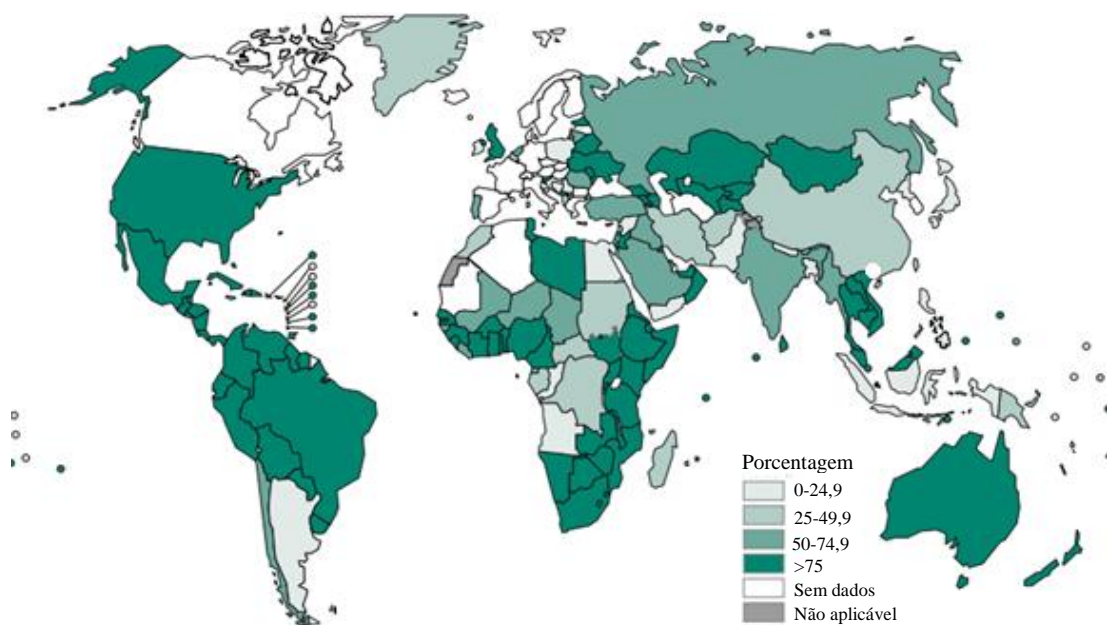 Porcentagem
0-24,9
25-49,9
50-74,9
>75
Sem dados
Não aplicável